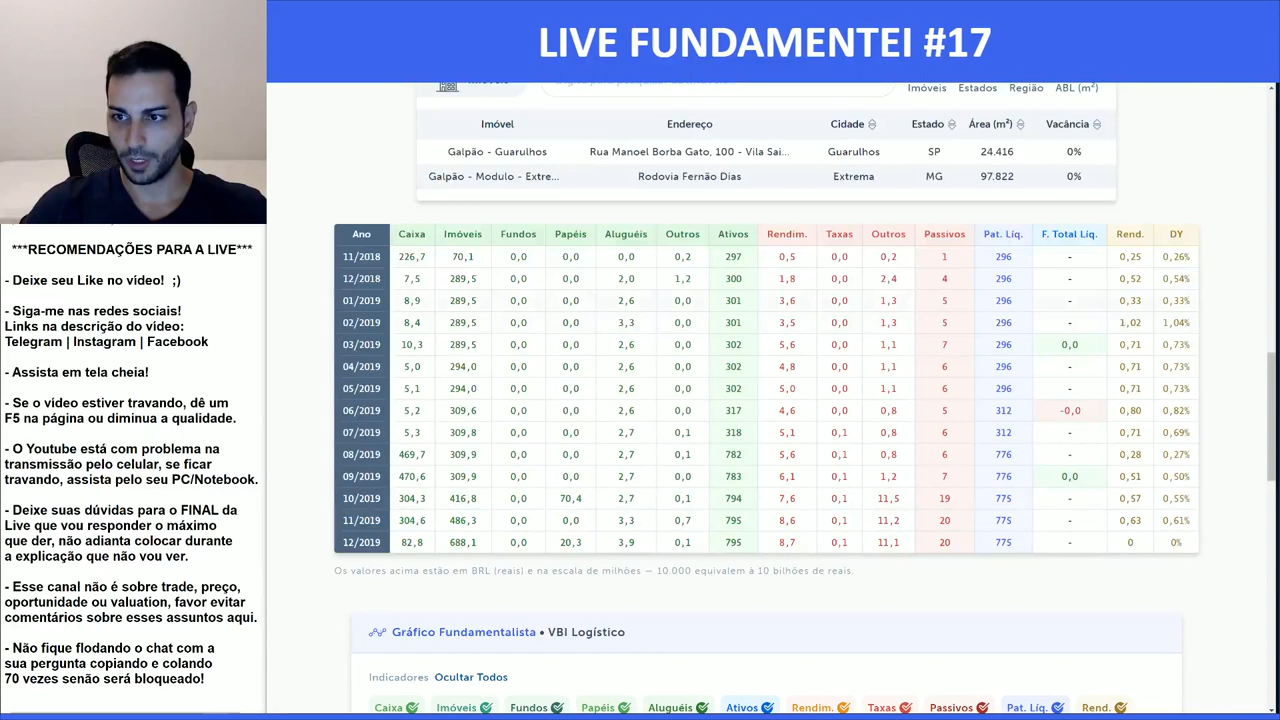 LIVE FUNDAMENTEI #17
Imóveis Estados Região ABL (m²)
Imóvel Endereço Cidade Estado Área (m²) Vacância
Galpão - Guarulhos Rua Manoel Borba Gato, 100 - Vila Sai... Guarulhos SP 24.416 0%
Galpão - Modulo - Extre... Rodovia Fernão Dias Extrema MG 97.822 0%
***RECOMENDAÇÕES PARA A LIVE***
- Deixe seu Like no vídeo! ;)
- Siga-me nas redes sociais!
Links na descrição do vídeo:
Telegram | Instagram | Facebook
- Assista em tela cheia!
- Se o vídeo estiver travando, dê um
F5 na página ou diminua a qualidade.
- O Youtube está com problema na
transmissão pelo celular, se ficar
travando, assista pelo seu PC/Notebook.
- Deixe suas dúvidas para o FINAL da
Live que vou responder o máximo
que der, não adianta colocar durante
a explicação que não vou ver.
- Esse canal não é sobre trade, preço,
oportunidade ou valuation, favor evitar
comentários sobre esses assuntos aqui.
- Não fique flodando o chat com a
sua pergunta copiando e colando
70 vezes senão será bloqueado!
Ano Caixa Imóveis Fundos Papéis Aluguéis Outros Ativos Rendim. Taxas Outros Passivos Pat. Líq. F. Total Liq. Rend. DY
11/2018 226,7 70,1 0,0 0,0 0,0 0,2 297 0,5 0,0 0,2 1 296 - 0,25 0,26%
12/2018 7,5 289,5 0,0 0,0 2,0 1,2 300 1,8 0,0 2,4 4 296 - 0,52 0,54%
01/2019 8,9 289,5 0,0 0,0 2,6 0,0 301 3,6 0,0 1,3 5 296 - 0,33 0,33%
02/2019 8,4 289,5 0,0 0,0 3,3 0,0 301 3,5 0,0 1,3 5 296 - 1,02 1,04%
03/2019 10,3 289,5 0,0 0,0 2,6 0,0 302 5,6 0,0 1,1 7 296 0,0 0,71 0,73%
04/2019 5,0 294,0 0,0 0,0 2,6 0,0 302 4,8 0,0 1,1 6 296 - 0,71 0,73%
05/2019 5,1 294,0 0,0 0,0 2,6 0,0 302 5,0 0,0 1,1 6 296 - 0,71 0,73%
06/2019 5,2 309,6 0,0 0,0 2,6 0,0 317 4,6 0,0 0,8 5 312 -0,0 0,80 0,82%
07/2019 5,3 309,8 0,0 0,0 2,7 0,1 318 5,1 0,1 0,8 6 312 - 0,71 0,69%
08/2019 469,7 309,9 0,0 0,0 2,7 0,1 782 5,6 0,1 0,8 6 776 - 0,28 0,27%
09/2019 470,6 309,9 0,0 0,0 2,7 0,1 783 6,1 0,1 1,2 7 776 0,0 0,51 0,50%
10/2019 304,3 416,8 0,0 70,4 2,7 0,1 794 7,6 0,1 11,5 19 775 - 0,57 0,55%
11/2019 304,6 486,3 0,0 0,0 3,3 0,7 795 8,6 0,1 11,2 20 775 - 0,63 0,61%
12/2019 82,8 688,1 0,0 20,3 3,9 0,1 795 8,7 0,1 11,1 20 775 - 0 0%
Os valores acima estão em BRL (reais) e na escala de milhões — 10.000 equivalem à 10 bilhões de reais.
Gráfico Fundamentalista • VBI Logístico
Indicadores Ocultar Todos
Caixa Imóveis Fundos Papéis Aluguéis Ativos Rendim. Taxas Passivos Pat. Líq. Rend.